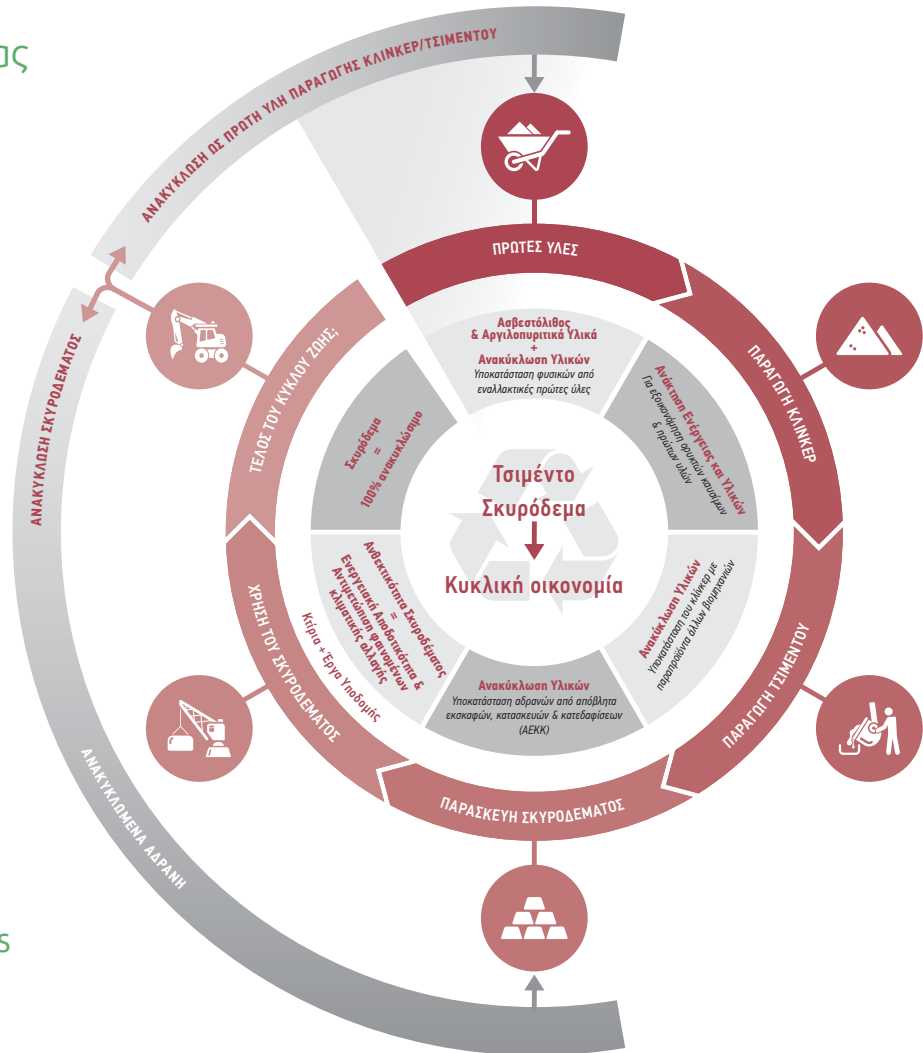 ας
ΑΝΑΚΥΚΛΩΣΗ ΩΣ ΠΡΩΤΗ ΥΛΗ ΠΑΡΑΓΩΓΗΣ ΚΛΙΝΚΕΡ/ΤΣΙΜΕΝΤΟΥ
ΠΡΩΤΕΣ ΥΛΕΣ
Ασβεστόλιθος
& Αργιλοπυριτικά Υλικά
+
Ανακύκλωση Υλικών
Υποκατάσταση φυσικών από
εναλλακτικές πρώτες ύλες
ΠΑΡΑΓΩΓΗ ΚΛΙΝΚΕΡ
Ανάκτηση Ενέργειας και Υλικών
Για εξοικονόμηση ορυκτών καυσίμων
& πρώτων υλών
ΠΑΡΑΓΩΓΗ ΤΣΙΜΕΝΤΟΥ
Ανακύκλωση Υλικών
Υποκατάσταση του κλίνκερ με
παραπροϊόντα άλλων βιομηχανιών
ΠΑΡΑΣΚΕΥΗ ΣΚΥΡΟΔΕΜΑΤΟΣ
Ανακύκλωση Υλικών
Υποκατάσταση αδρανών από απόβλητα
εκσκαφών, κατασκευών & κατεδαφίσεων
(ΑΕΚΚ)
ΧΡΗΣΗ ΤΟΥ ΣΚΥΡΟΔΕΜΑΤΟΣ
Κτίρια + Έργα Υποδομής
Ανθεκτικότητα Σκυροδέματος
=
Ενεργειακή Αποδοτικότητα &
Αντιμετώπιση φαινομένων
κλιματικής αλλαγής
ΤΕΛΟΣ ΤΟΥ ΚΥΚΛΟΥ ΖΩΗΣ;
Σκυρόδεμα
=
100% ανακυκλώσιμο
Τσιμέντο
Σκυρόδεμα
Κυκλική οικονομία
ΑΝΑΚΥΚΛΩΣΗ ΣΚΥΡΟΔΕΜΑΤΟΣ
ΑΝΑΚΥΚΛΩΜΕΝΑ ΑΔΡΑΝΗ
s